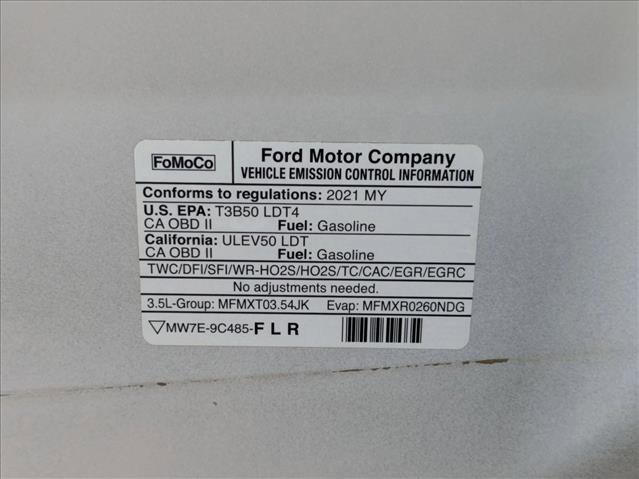 FoMoCo
Ford Motor Company
VEHICLE EMISSION CONTROL INFORMATION
Conforms to regulations: 2021 MY
U.S. EPA: T3B50 LDT4
CA OBD II Fuel: Gasoline
California: ULEV50 LDT
CA OBD II Fuel: Gasoline
TWC/DFI/SFI/WR-HO2S/HO2S/TC/CAC/EGR/EGRC
No adjustments needed.
3.5L-Group: MFMXT03.54JK Evap: MFMXR0260NDG
MW7E-9C485-F L R